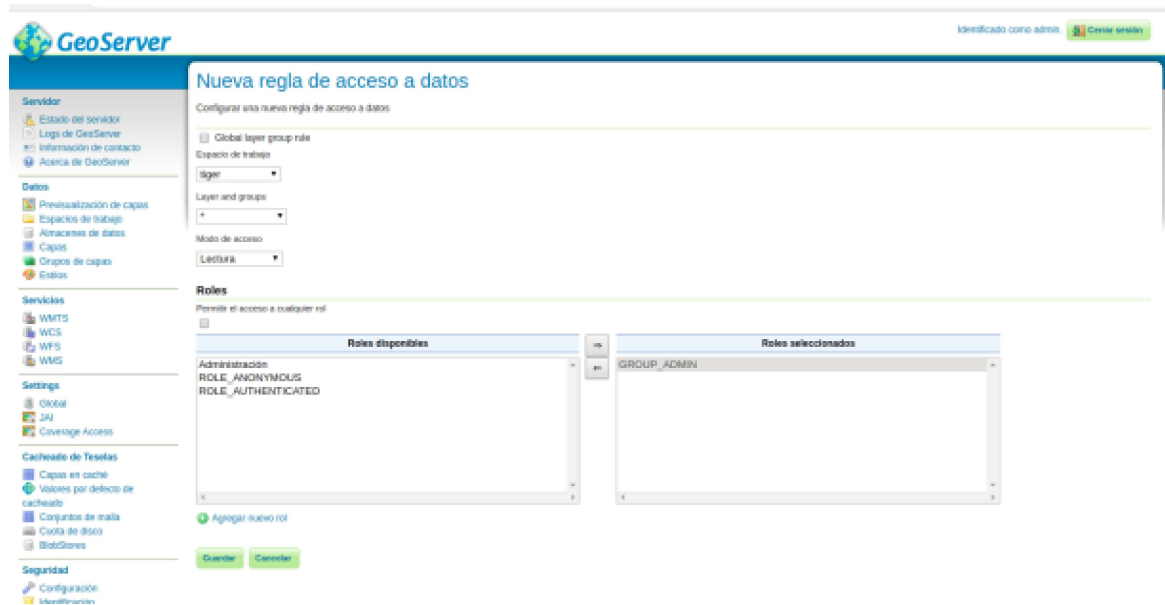 GeoServer
Identificado como admin.
Cerrar sesión
Nueva regla de acceso a datos
Configurar una nueva regla de acceso a datos
Servidor
Estado del servidor
Logs de GeoServer
Información de contacto
Acerca de GeoServer
Datos
Previsualización de capas
Espacios de trabajo
Almacenes de datos
Capas
Grupos de capas
Estilos
Servicios
WMTS
WCS
WFS
WMS
Settings
Global
JAI
Coverage Access
Cacheado de Teselas
Capas en caché
Valores por defecto de
cacheado
Conjuntos de malla
Cuota de disco
BlobStores
Seguridad
Configuración
Identificación
Global layer group rule
Espacio de trabajo
tiger
Layer and groups
*
Modo de acceso
Lectura
Roles
Permitir el acceso a cualquier rol
Roles disponibles
Administración
ROLE_ANONYMOUS
ROLE_AUTHENTICATED
Roles seleccionados
GROUP_ADMIN
Agregar nuevo rol
Guardar
Cancelar